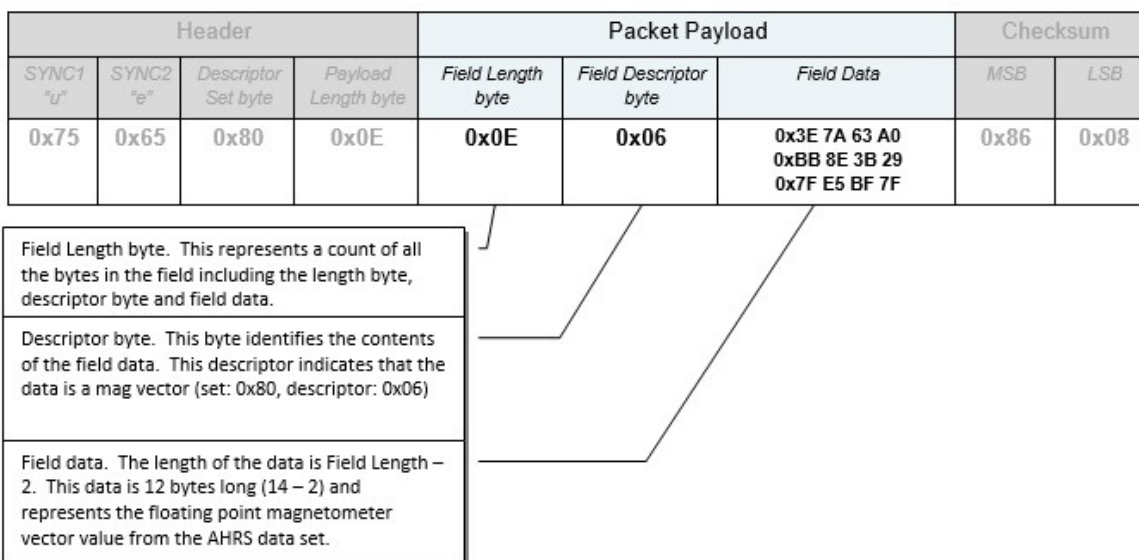 Header Packet Payload Checksum
SYNC1 "u" SYNC2 "e" Descriptor Set byte Payload Length byte Field Length byte Field Descriptor byte Field Data MSB LSB
0x75 0x65 0x80 0x0E 0x0E 0x06 0x3E 7A 63 A0 0x86 0x08
0xBB 8E 3B 29
0x7F E5 BF 7F
Field Length byte. This represents a count of all
the bytes in the field including the length byte,
descriptor byte and field data.
Descriptor byte. This byte identifies the contents
of the field data. This descriptor indicates that the
data is a mag vector (set: 0x80, descriptor: 0x06)
Field data. The length of the data is Field Length –
2. This data is 12 bytes long (14 – 2) and
represents the floating point magnetometer
vector value from the AHRS data set.